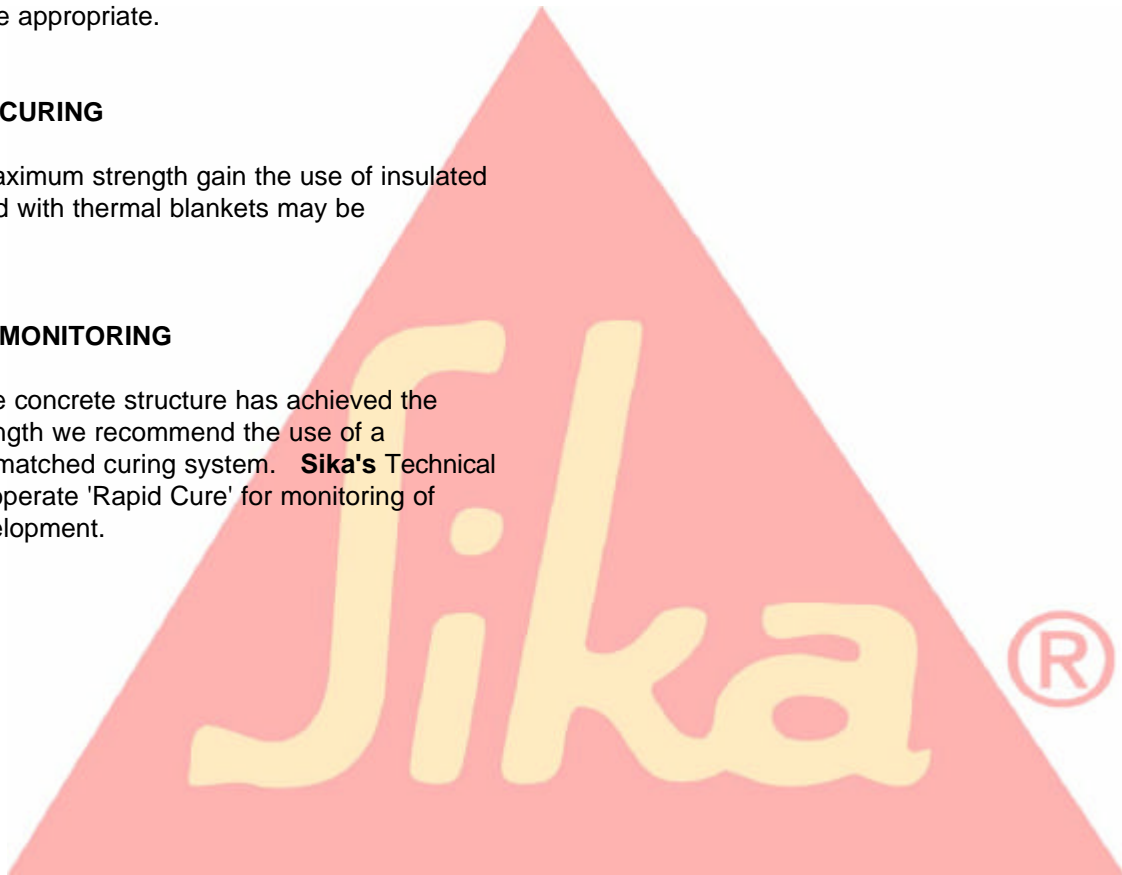 e appropriate.
CURING
aximum strength gain the use of insulated
d with thermal blankets may be
MONITORING
e concrete structure has achieved the
ngth we recommend the use of a
matched curing system. Sika's Technical
operate 'Rapid Cure' for monitoring of
elopment.
Sika
®